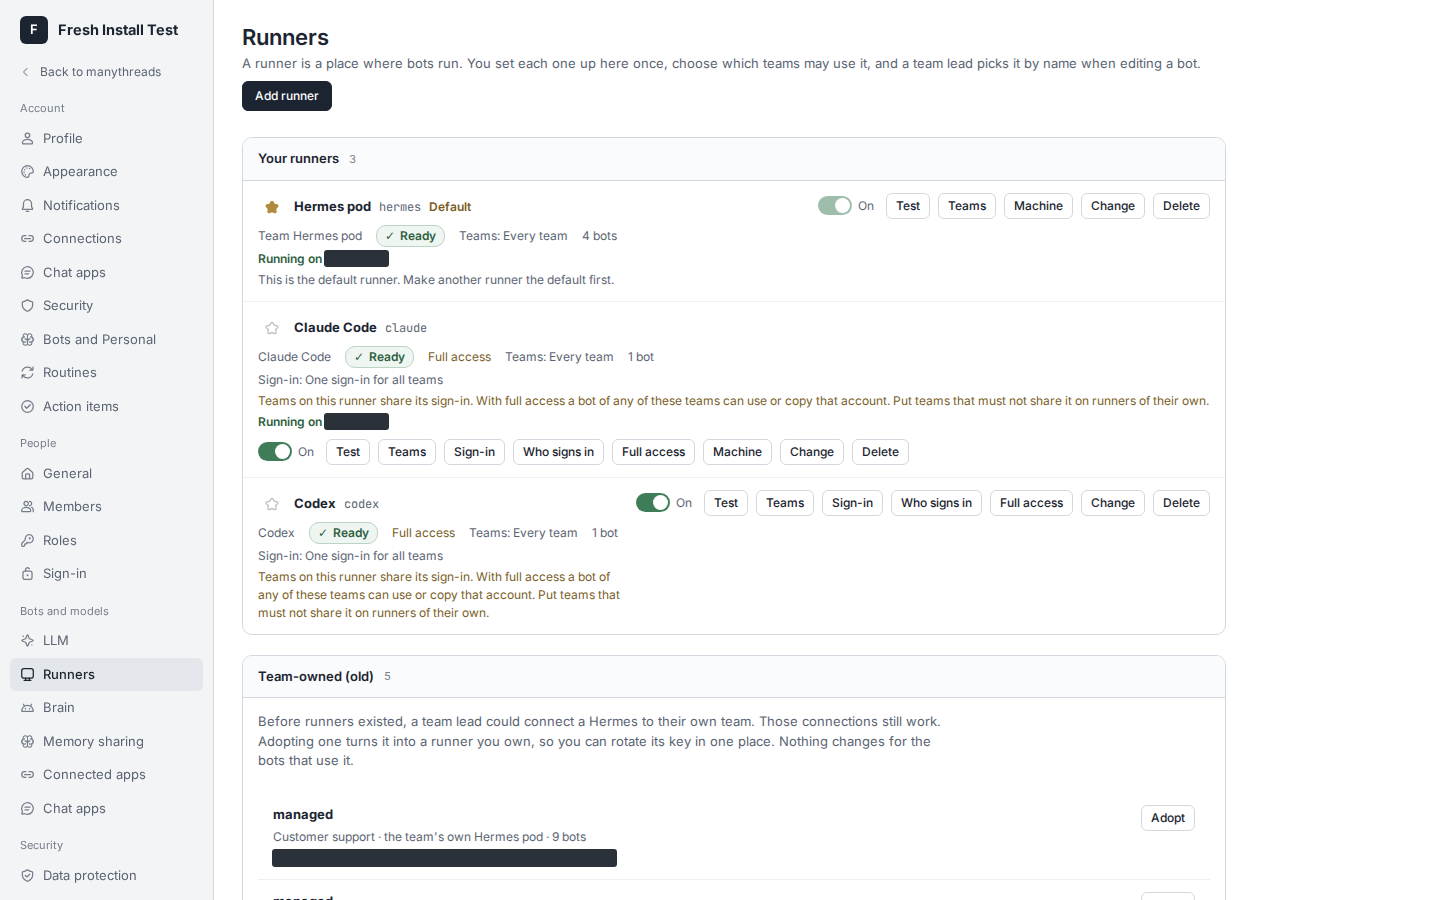 F Fresh Install Test
Back to manythreads
Account
Profile
Appearance
Notifications
Connections
Chat apps
Security
Bots and Personal
Routines
Action items
People
General
Members
Roles
Sign-in
Bots and models
LLM
Runners
Brain
Memory sharing
Connected apps
Chat apps
Security
Data protection
Runners
A runner is a place where bots run. You set each one up here once, choose which teams may use it, and a team lead picks it by name when editing a bot.
Add runner
Your runners 3
Hermes pod hermes Default On Test Teams Machine Change Delete
Team Hermes pod ✓ Ready Teams: Every team 4 bots
Running on
This is the default runner. Make another runner the default first.
Claude Code claude
Claude Code ✓ Ready Full access Teams: Every team 1 bot
Sign-in: One sign-in for all teams
Teams on this runner share its sign-in. With full access a bot of any of these teams can use or copy that account. Put teams that must not share it on runners of their own.
Running on
On Test Teams Sign-in Who signs in Full access Machine Change Delete
Codex codex On Test Teams Sign-in Who signs in Full access Change Delete
Codex ✓ Ready Full access Teams: Every team 1 bot
Sign-in: One sign-in for all teams
Teams on this runner share its sign-in. With full access a bot of
any of these teams can use or copy that account. Put teams that
must not share it on runners of their own.
Team-owned (old) 5
Before runners existed, a team lead could connect a Hermes to their own team. Those connections still work.
Adopting one turns it into a runner you own, so you can rotate its key in one place. Nothing changes for the
bots that use it.
managed Adopt
Customer support · the team's own Hermes pod · 9 bots